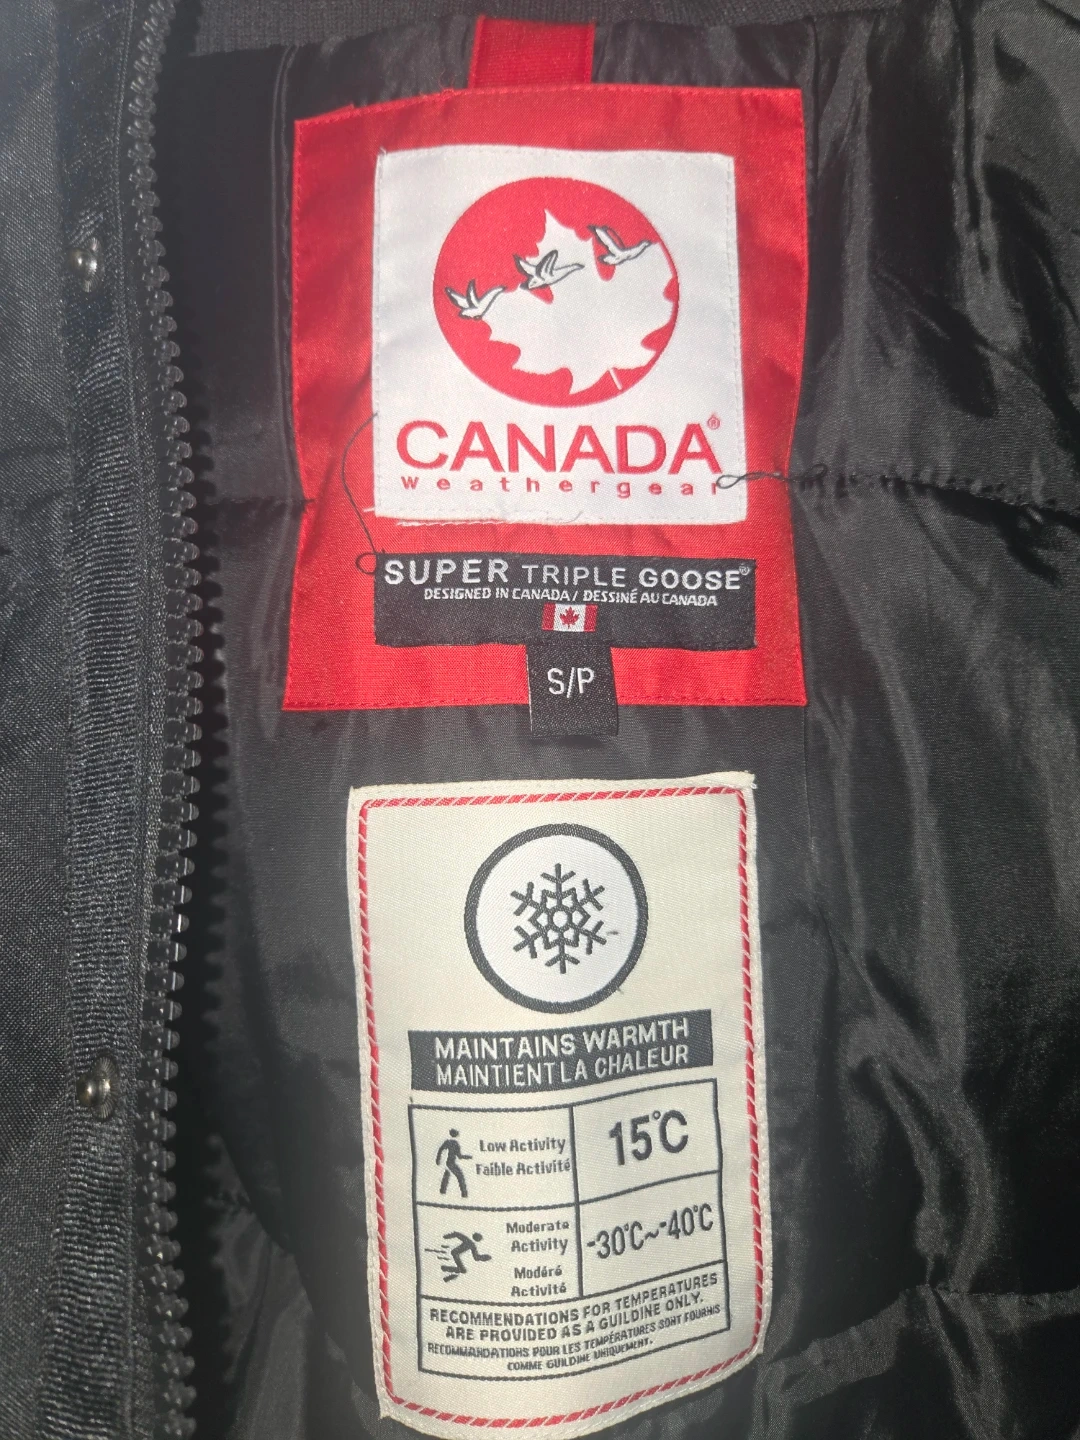 CANADA®
Weathergear
SUPER TRIPLE GOOSE®
DESIGNED IN CANADA / DESSINÉ AU CANADA
S/P
MAINTAINS WARMTH
MAINTIENT LA CHALEUR
Low Activity
Faible Activité
15°C
Moderate
Activity
Modéré
Activité
-30°C~-40°C
RECOMMENDATIONS FOR TEMPERATURES
ARE PROVIDED AS A GUILDINE ONLY.
RECOMMANDATIONS POUR LES TEMPÉRATURES SONT FOURNIS
COMME GUILDINE UNIQUEMENT.